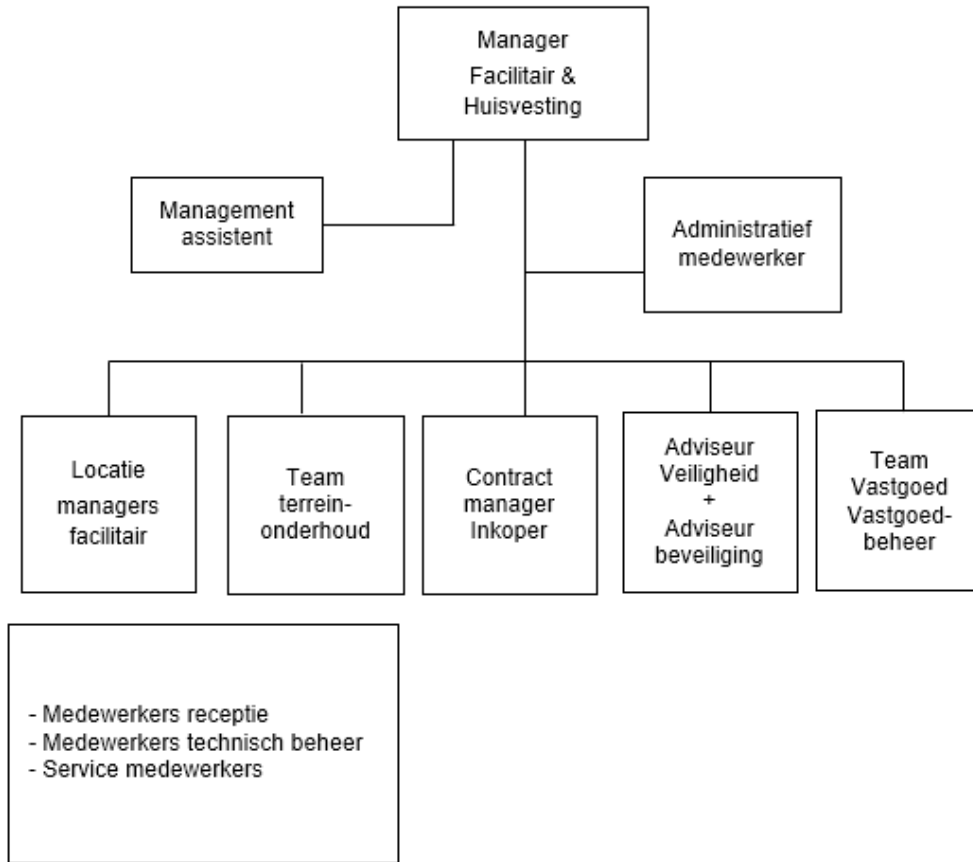 Manager
Facilitair &
Huisvesting
Management
assistent
Administratief
medewerker
Locatie
managers
facilitair
Team
terrein-
onderhoud
Contract
manager
Inkoper
Adviseur
Veiligheid
+
Adviseur
beveiliging
Team
Vastgoed
Vastgoed-
beheer
- Medewerkers receptie
- Medewerkers technisch beheer
- Service medewerkers